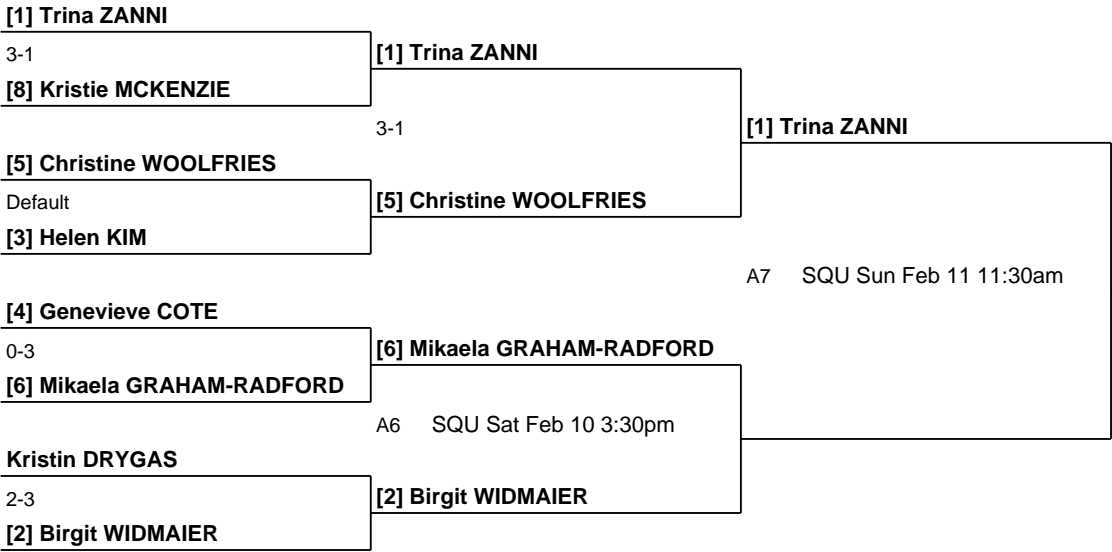 [1] Trina ZANNI
3-1
[1] Trina ZANNI
[8] Kristie MCKENZIE
3-1
[1] Trina ZANNI
[5] Christine WOOLFRIES
Default
[5] Christine WOOLFRIES
[3] Helen KIM
A7 SQU Sun Feb 11 11:30am
[4] Genevieve COTE
0-3
[6] Mikaela GRAHAM-RADFORD
[6] Mikaela GRAHAM-RADFORD
A6 SQU Sat Feb 10 3:30pm
Kristin DRYGAS
2-3
[2] Birgit WIDMAIER
[2] Birgit WIDMAIER